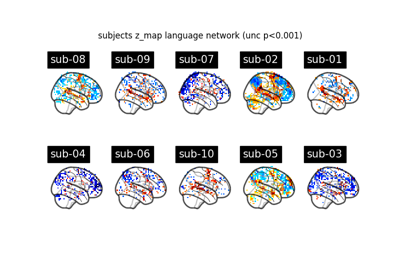 subjects z_map language network (unc p<0.001)
sub-08 sub-09 sub-07 sub-02 sub-01
sub-04 sub-06 sub-10 sub-05 sub-03